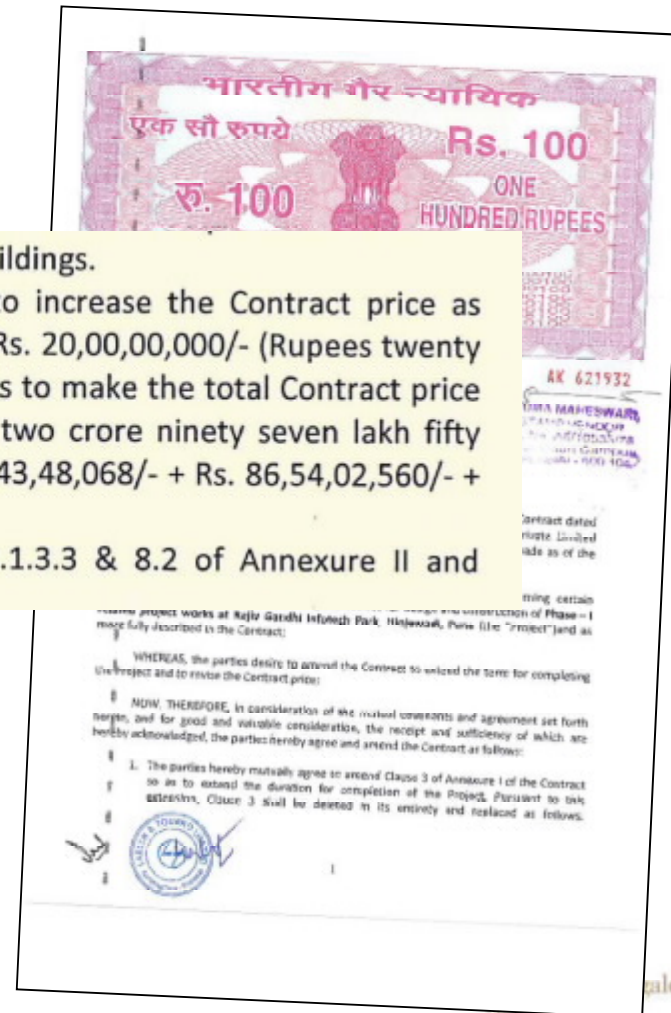 भारतीय गैर न्यायिक
एक सौ रुपये
Rs. 100
रु. 100
ONE
HUNDRED RUPEES
ildings.
to increase the Contract price as
Rs. 20,00,00,000/- (Rupees twenty
s to make the total Contract price
two crore ninety seven lakh fifty
43,48,068/- + Rs. 86,54,02,560/- +
.1.3.3 & 8.2 of Annexure II and
AK 621932
MAHESWARI
Contract dated
Private Limited
made as of the
certain
related project works at Rajiv Gandhi Infotech Park, Hinjewadi, Pune (the "Project") and as
more fully described in the Contract;
WHEREAS, the parties desire to amend the Contract to extend the term for completing
the Project and to revise the Contract price;
NOW, THEREFORE, in consideration of the mutual covenants and agreement set forth
herein, and for good and valuable consideration, the receipt and sufficiency of which are
hereby acknowledged, the parties hereby agree and amend the Contract as follows:
1. The parties hereby mutually agree to amend Clause 3 of Annexure I of the Contract
so as to extend the duration for completion of the Project. Pursuant to this
extension, Clause 3 shall be deleted in its entirety and replaced as follows.
1